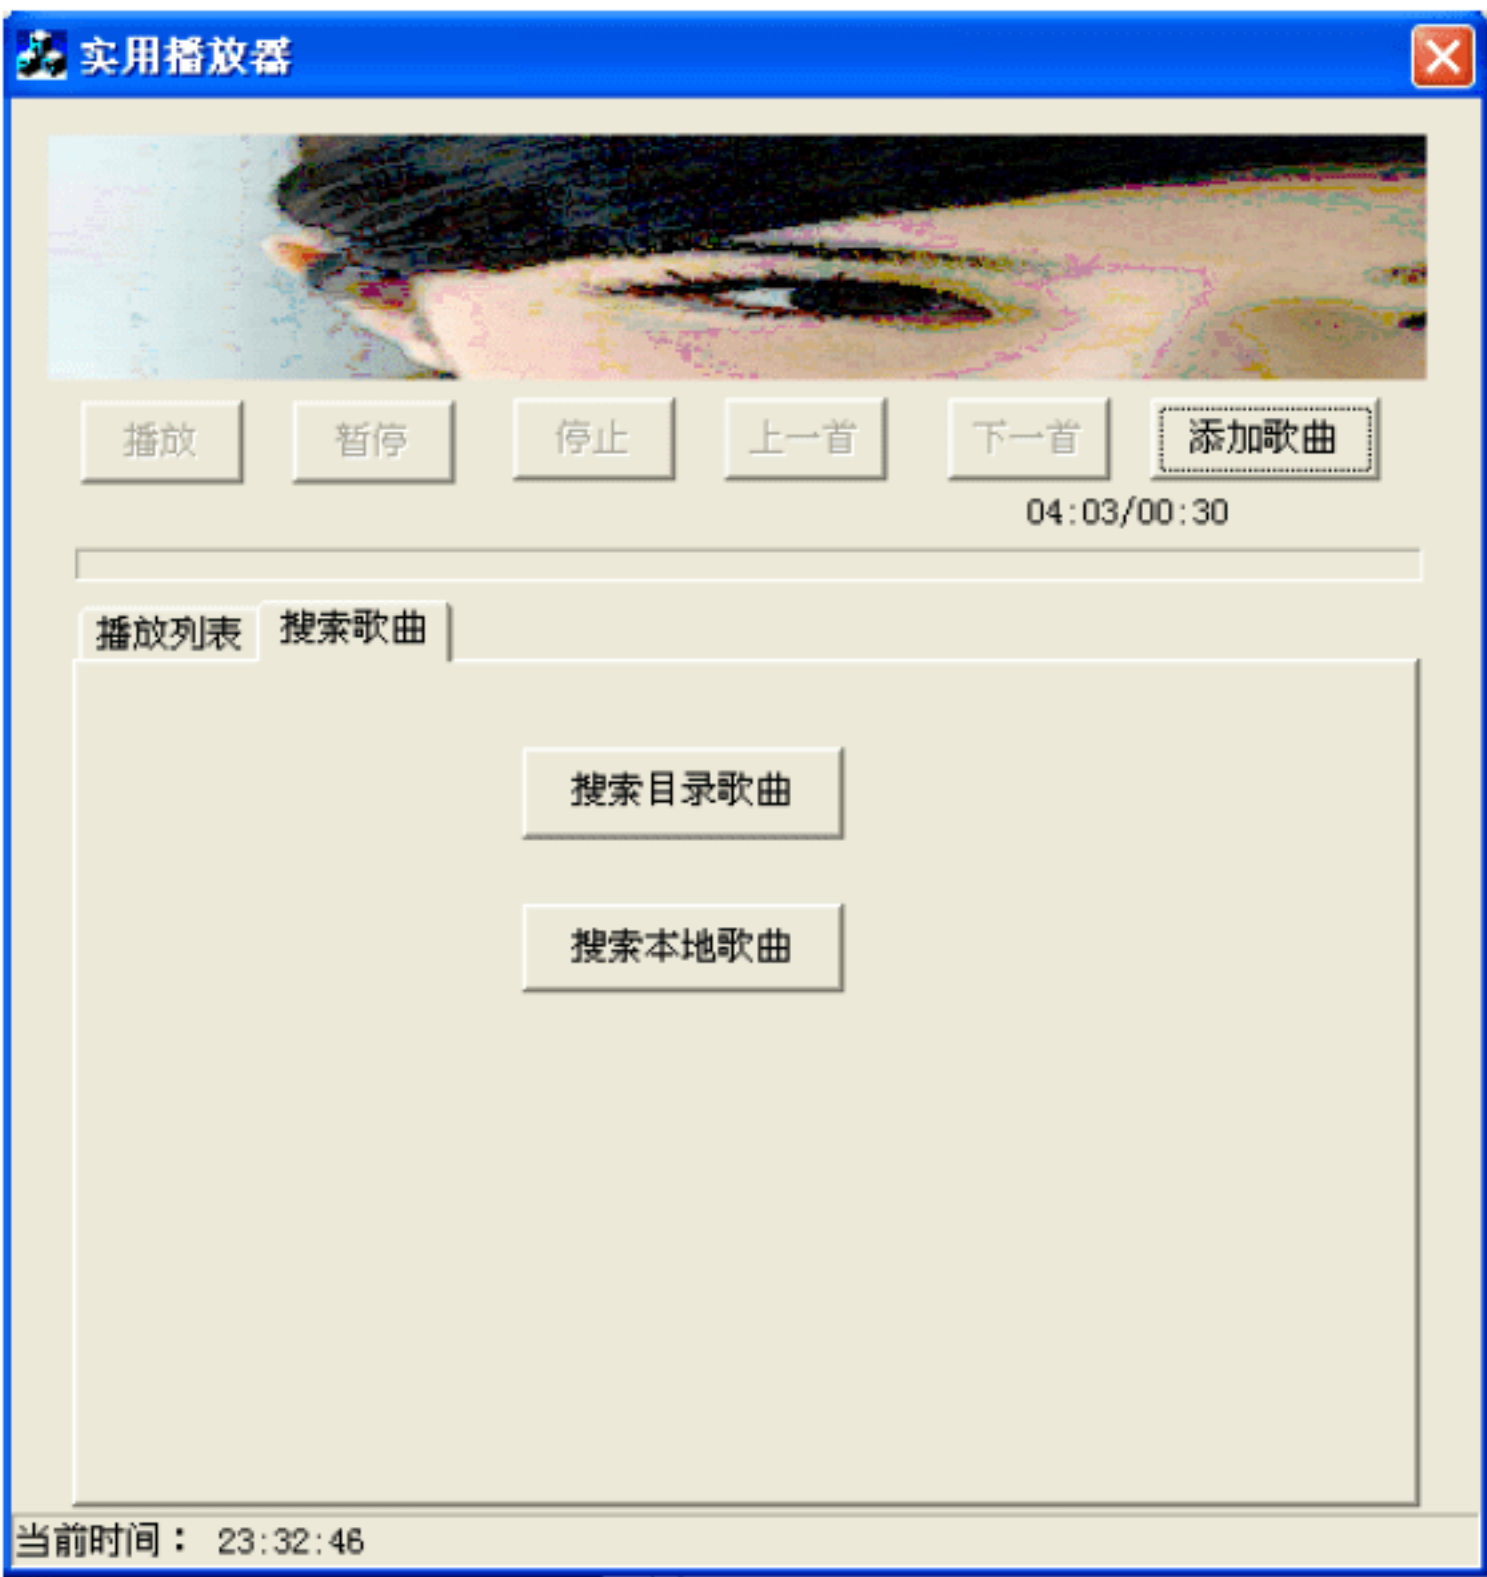 实用播放器
播放 暂停 停止 上一首 下一首 添加歌曲
04:03/00:30
播放列表 搜索歌曲
搜索目录歌曲
搜索本地歌曲
当前时间： 23:32:46